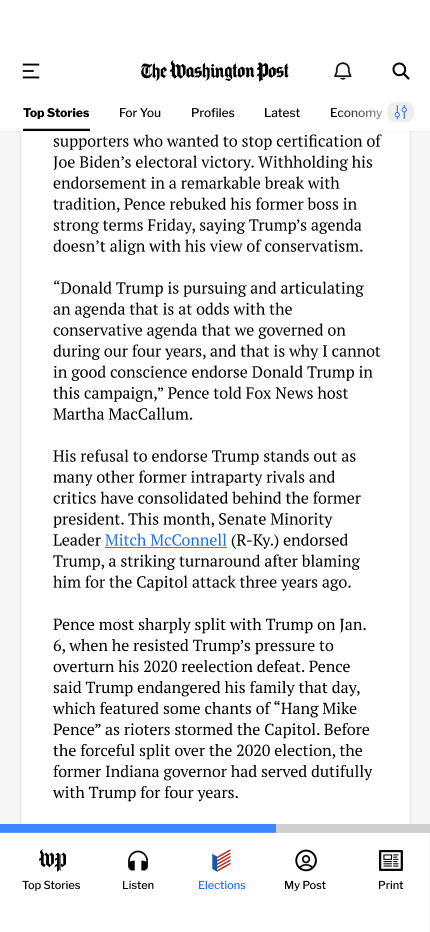 The Washington Post
Top Stories For You Profiles Latest Economy
supporters who wanted to stop certification of
Joe Biden’s electoral victory. Withholding his
endorsement in a remarkable break with
tradition, Pence rebuked his former boss in
strong terms Friday, saying Trump’s agenda
doesn’t align with his view of conservatism.
“Donald Trump is pursuing and articulating
an agenda that is at odds with the
conservative agenda that we governed on
during our four years, and that is why I cannot
in good conscience endorse Donald Trump in
this campaign,” Pence told Fox News host
Martha MacCallum.
His refusal to endorse Trump stands out as
many other former intraparty rivals and
critics have consolidated behind the former
president. This month, Senate Minority
Leader Mitch McConnell (R-Ky.) endorsed
Trump, a striking turnaround after blaming
him for the Capitol attack three years ago.
Pence most sharply split with Trump on Jan.
6, when he resisted Trump’s pressure to
overturn his 2020 reelection defeat. Pence
said Trump endangered his family that day,
which featured some chants of “Hang Mike
Pence” as rioters stormed the Capitol. Before
the forceful split over the 2020 election, the
former Indiana governor had served dutifully
with Trump for four years.
wp
Top Stories Listen Elections My Post Print